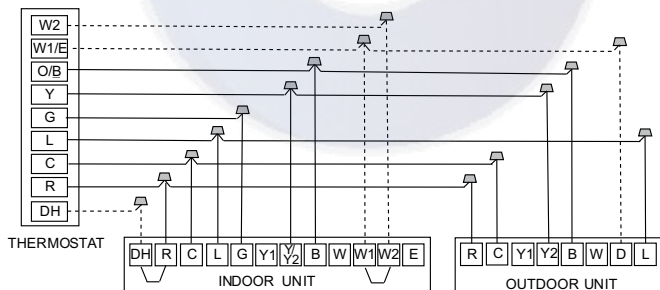 W2
W1/E
O/B
Y
G
L
C
R
DH
THERMOSTAT
DH R C L G Y1 Y/Y2 B W W1 W2 E
INDOOR UNIT
R C Y1 Y2 B W D L
OUTDOOR UNIT